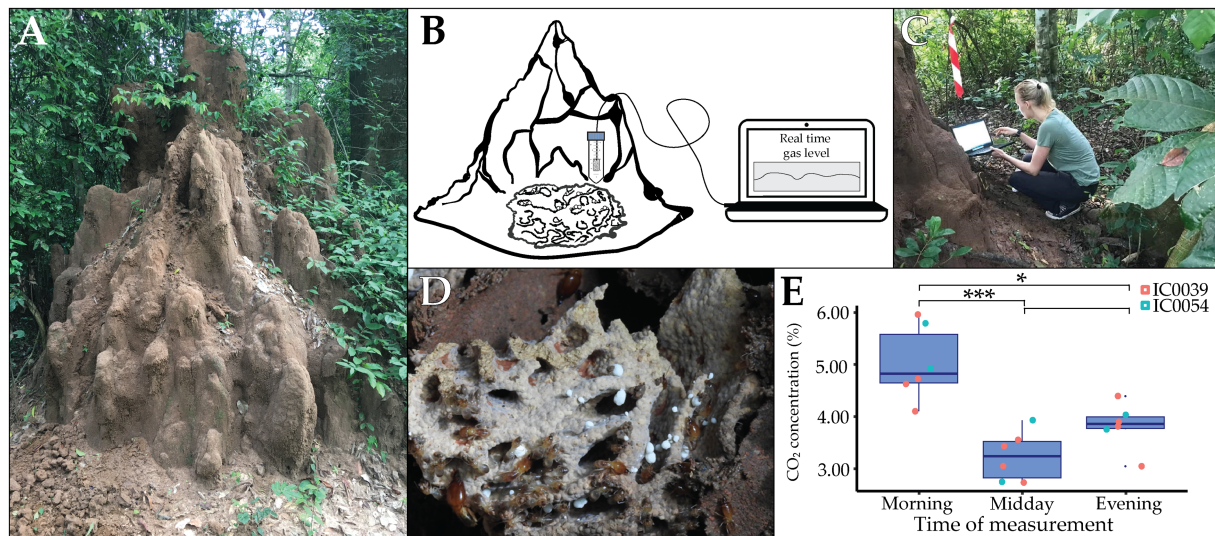 A
B
Real time
gas level
C
D
E
*
***
IC0039
IC0054
CO₂ concentration (%)
6.00
5.00
4.00
3.00
Morning
Midday
Evening
Time of measurement